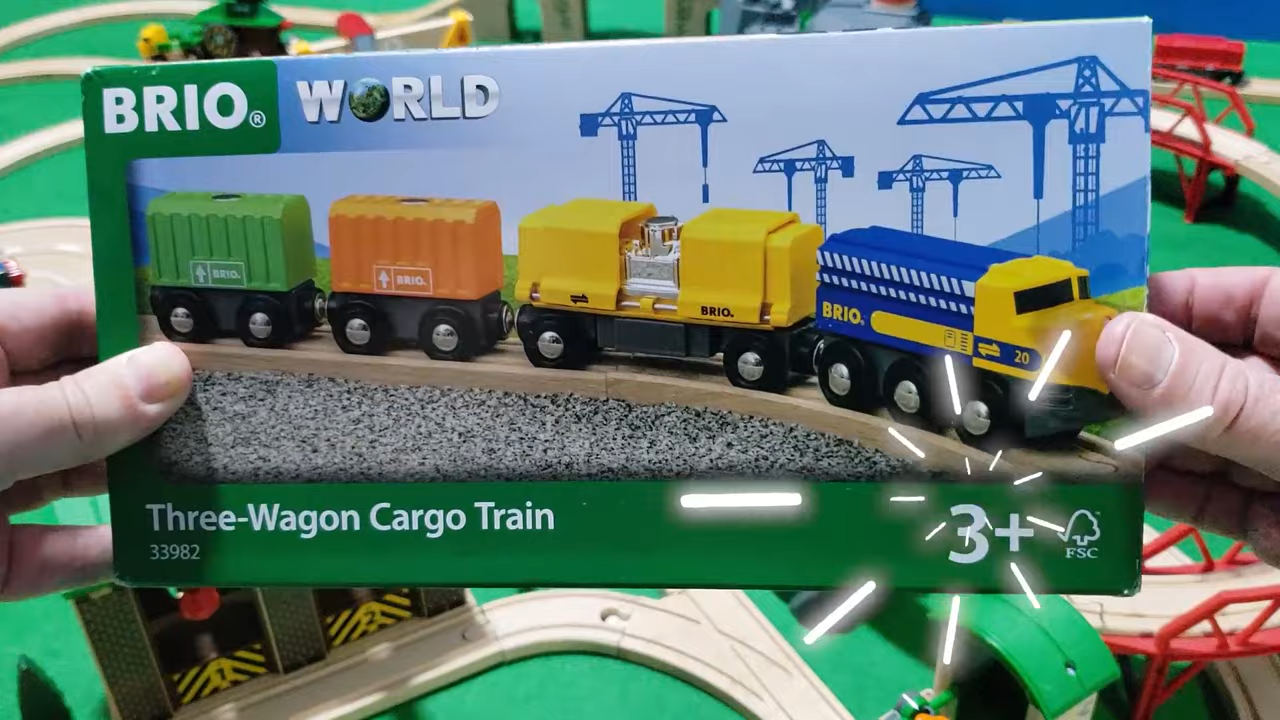 BRIO® WORLD
BRIO.
BRIO.
BRIO.
BRIO.
20
Three-Wagon Cargo Train
33982
3+
FSC